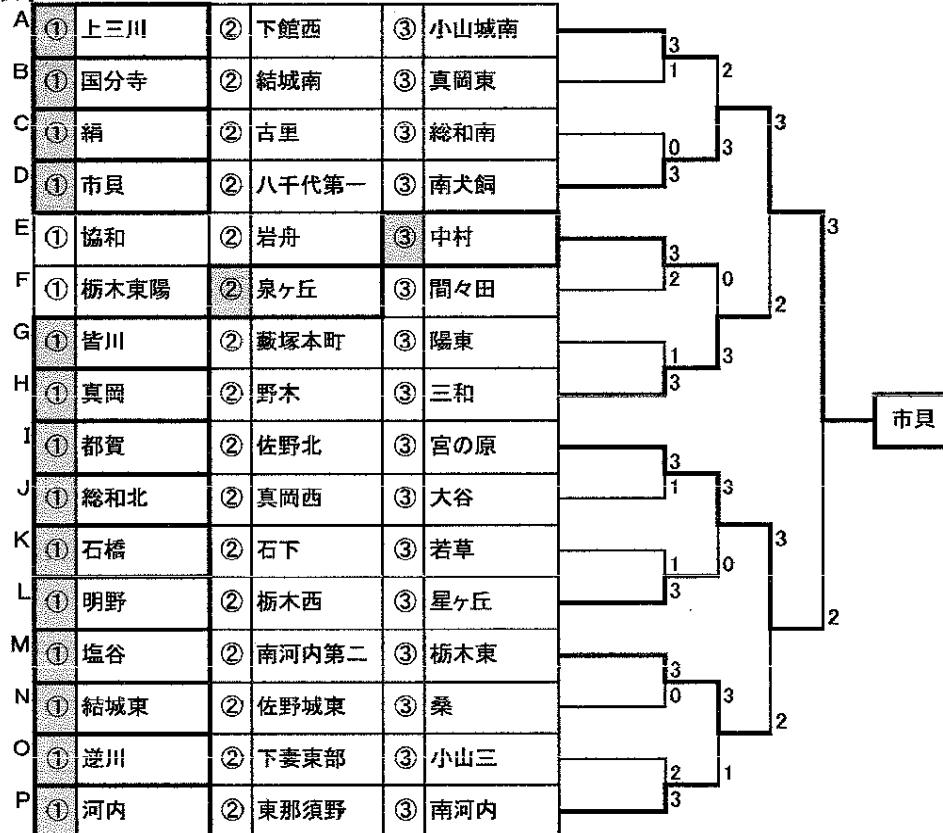 A ① 上三川 ② 下館西 ③ 小山城南
3
B ① 国分寺 ② 結城南 ③ 真岡東
1 2
C ① 絹 ② 古里 ③ 総和南
3
0 3
D ① 市貝 ② 八千代第一 ③ 南犬飼
3
3
E ① 協和 ② 岩舟 ③ 中村
3
F ① 栃木東陽 ② 泉ヶ丘 ③ 間々田
2 0
2
G ① 皆川 ② 藪塚本町 ③ 陽東
1 3
H ① 真岡 ② 野木 ③ 三和
3
市貝
I ① 都賀 ② 佐野北 ③ 宮の原
3
J ① 総和北 ② 真岡西 ③ 大谷
1 3
K ① 石橋 ② 石下 ③ 若草
3
1 0
L ① 明野 ② 栃木西 ③ 星ヶ丘
3
2
M ① 塩谷 ② 南河内第二 ③ 栃木東
3
N ① 結城東 ② 佐野城東 ③ 桑
0 3
2
O ① 逆川 ② 下妻東部 ③ 小山三
2 1
P ① 河内 ② 東那須野 ③ 南河内
3